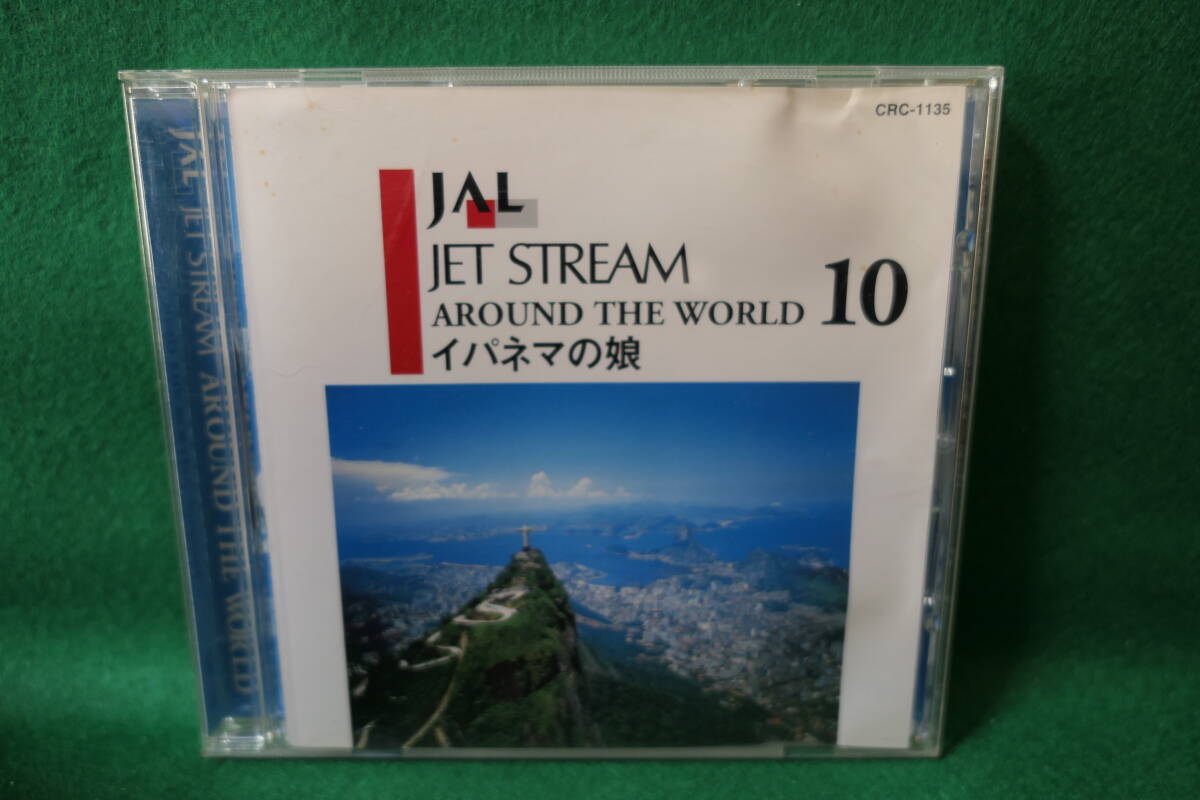 CRC-1135
JAL
JET STREAM
AROUND THE WORLD 10
イパネマの娘
JAL JET STREAM AROUND THE WORLD